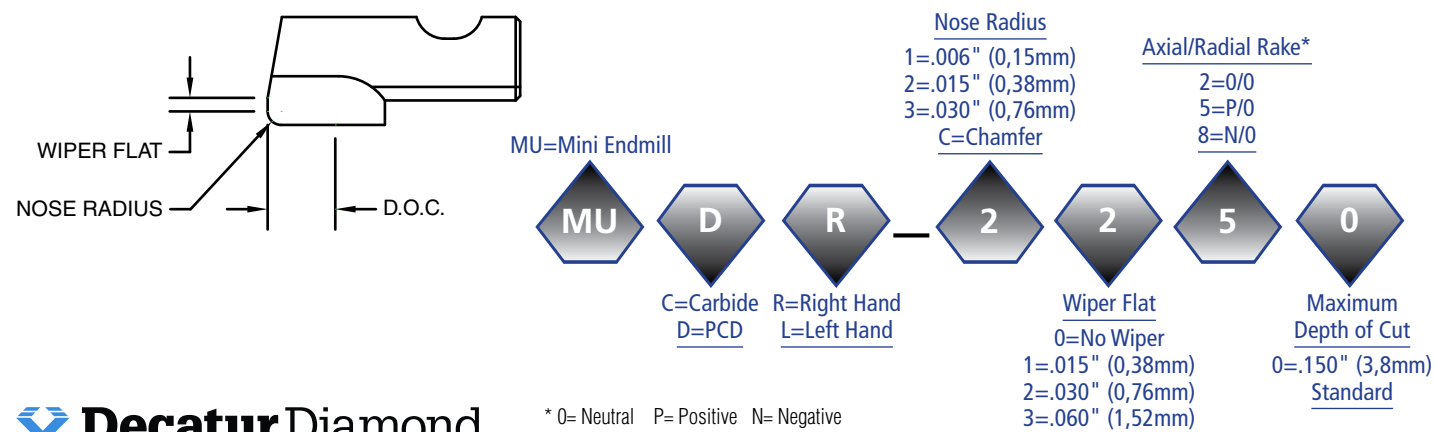 WIPER FLAT
NOSE RADIUS
D.O.C.
MU=Mini Endmill
Nose Radius
1=.006" (0,15mm)
2=.015" (0,38mm)
3=.030" (0,76mm)
C=Chamfer
Axial/Radial Rake*
2=0/0
5=P/0
8=N/0
MU D R – 2 2 5 0
C=Carbide
D=PCD
R=Right Hand
L=Left Hand
Wiper Flat
0=No Wiper
1=.015" (0,38mm)
2=.030" (0,76mm)
3=.060" (1,52mm)
Maximum
Depth of Cut
0=.150" (3,8mm)
Standard
Decatur Diamond
* 0= Neutral P= Positive N= Negative